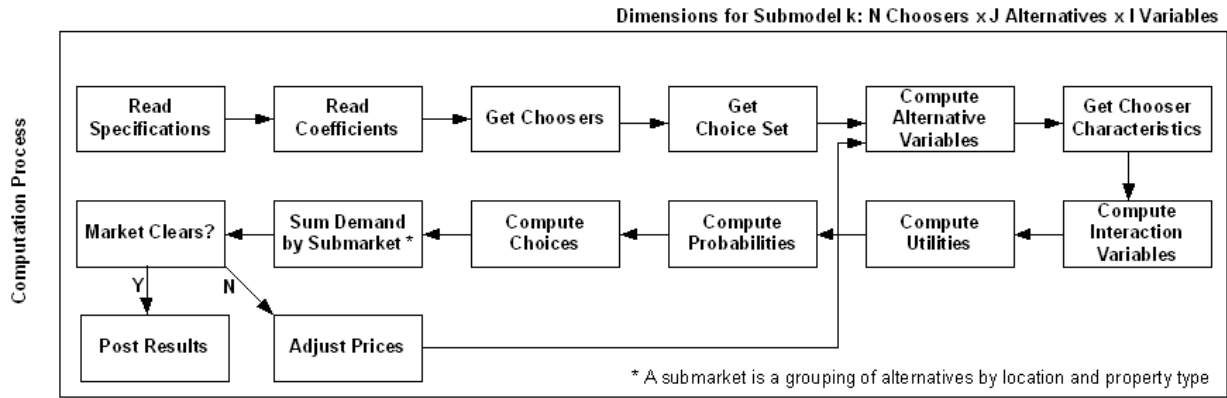 Dimensions for Submodel k: N Choosers x J Alternatives x I Variables
Computation Process
Read
Specifications
Read
Coefficients
Get Choosers
Get
Choice Set
Compute
Alternative
Variables
Get Chooser
Characteristics
Market Clears?
Sum Demand
by Submarket *
Compute
Choices
Compute
Probabilities
Compute
Utilities
Compute
Interaction
Variables
Y
N
Post Results
Adjust Prices
* A submarket is a grouping of alternatives by location and property type